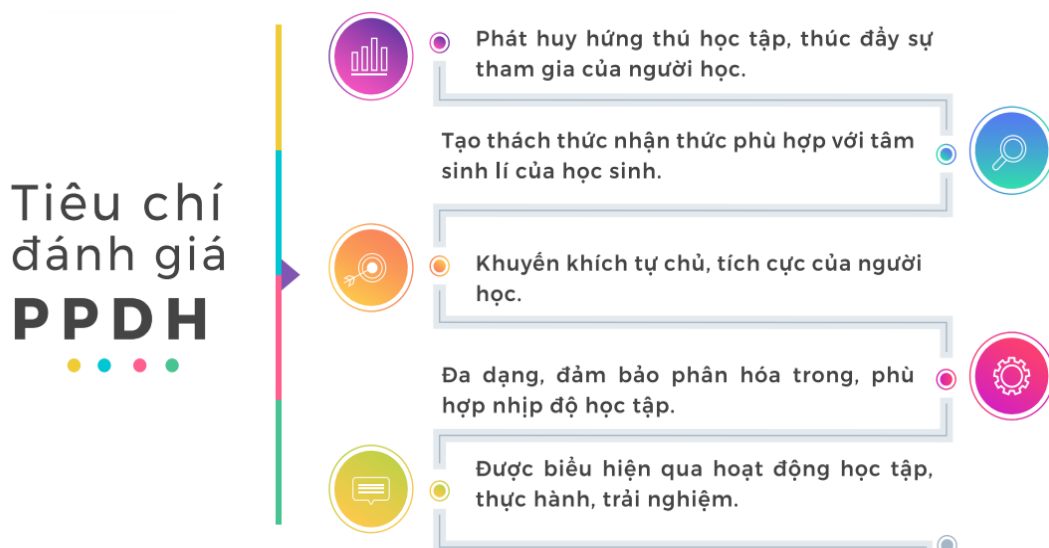 Tiêu chí
đánh giá
PPDH
Phát huy hứng thú học tập, thúc đẩy sự
tham gia của người học.
Tạo thách thức nhận thức phù hợp với tâm
sinh lí của học sinh.
Khuyến khích tự chủ, tích cực của người
học.
Đa dạng, đảm bảo phân hóa trong, phù
hợp nhịp độ học tập.
Được biểu hiện qua hoạt động học tập,
thực hành, trải nghiệm.